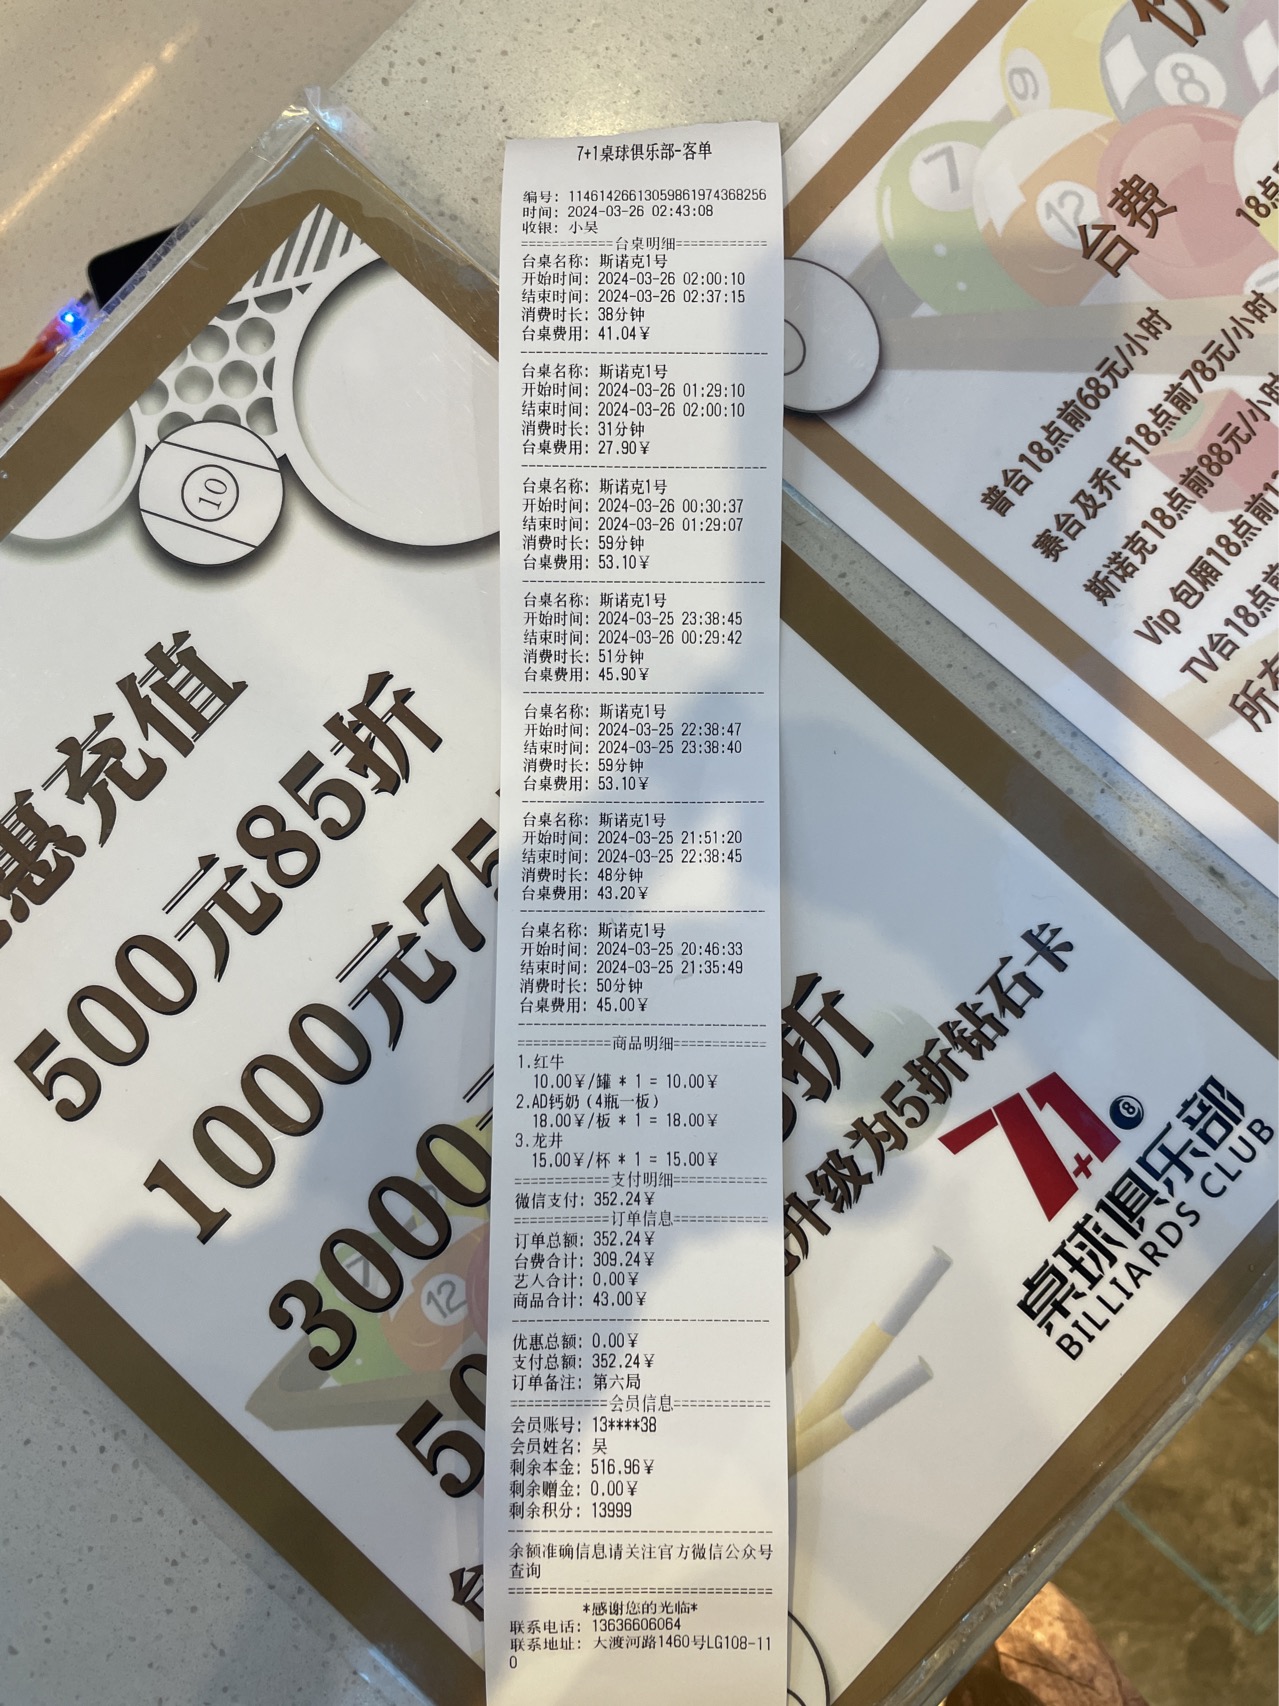 7+1桌球俱乐部-客单
编号: 11461426613059861974368256
时间: 2024-03-26 02:43:08
收银: 小吴
============台桌明细============
台桌名称: 斯诺克1号
开始时间: 2024-03-26 02:00:10
结束时间: 2024-03-26 02:37:15
消费时长: 38分钟
台桌费用: 41.04¥
--------------------------------
台桌名称: 斯诺克1号
开始时间: 2024-03-26 01:29:10
结束时间: 2024-03-26 02:00:10
消费时长: 31分钟
台桌费用: 27.90¥
--------------------------------
台桌名称: 斯诺克1号
开始时间: 2024-03-26 00:30:37
结束时间: 2024-03-26 01:29:07
消费时长: 59分钟
台桌费用: 53.10¥
--------------------------------
台桌名称: 斯诺克1号
开始时间: 2024-03-25 23:38:45
结束时间: 2024-03-26 00:29:42
消费时长: 51分钟
台桌费用: 45.90¥
--------------------------------
台桌名称: 斯诺克1号
开始时间: 2024-03-25 22:38:47
结束时间: 2024-03-25 23:38:40
消费时长: 59分钟
台桌费用: 53.10¥
--------------------------------
台桌名称: 斯诺克1号
开始时间: 2024-03-25 21:51:20
结束时间: 2024-03-25 22:38:45
消费时长: 48分钟
台桌费用: 43.20¥
--------------------------------
台桌名称: 斯诺克1号
开始时间: 2024-03-25 20:46:33
结束时间: 2024-03-25 21:35:49
消费时长: 50分钟
台桌费用: 45.00¥
--------------------------------
============商品明细============
1.红牛
10.00¥/罐 * 1 = 10.00¥
2.AD钙奶(4瓶一板)
18.00¥/板 * 1 = 18.00¥
3.龙井
15.00¥/杯 * 1 = 15.00¥
============支付明细============
微信支付: 352.24¥
============订单信息============
订单总额: 352.24¥
台费合计: 309.24¥
艺人合计: 0.00¥
商品合计: 43.00¥
--------------------------------
优惠总额: 0.00¥
支付总额: 352.24¥
订单备注: 第六局
============会员信息============
会员账号: 13****38
会员姓名: 吴
剩余本金: 516.96¥
剩余赠金: 0.00¥
剩余积分: 13999
--------------------------------
余额准确信息请关注官方微信公众号
查询
================================
*感谢您的光临*
联系电话: 13636606064
联系地址: 大渡河路1460号LG108-11
0
惠充值
500元85折
1000元75
3000元
50
折
升级为5折钻石卡
7+1
8
桌球俱乐部
BILLIARDS CLUB
10
7
12
9
8
7
12
价
台费
18点
普台18点前68元/小时
赛台及乔氏18点前78元/小时
斯诺克18点前88元/小时
Vip 包厢18点前1
TV台18点
所有